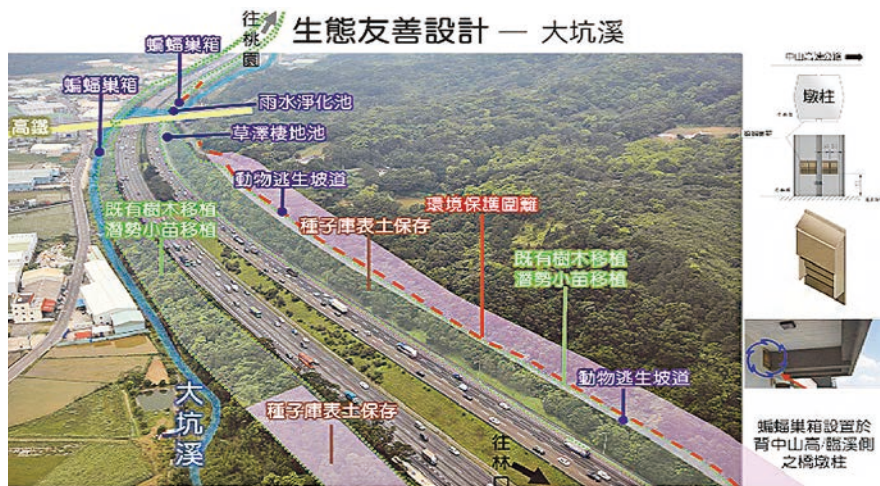 生態友善設計 — 大坑溪
往桃園
蝙蝠巢箱
蝙蝠巢箱
雨水淨化池
高鐵
草澤棲地池
動物逃生坡道
環境保護圍籬
既有樹木移植
潛勢小苗移植
種子庫表土保存
既有樹木移植
潛勢小苗移植
動物逃生坡道
大坑溪
種子庫表土保存
往林口
中山高速公路
墩柱
蝙蝠巢箱設置於
背中山高/臨溪側
之橋墩柱